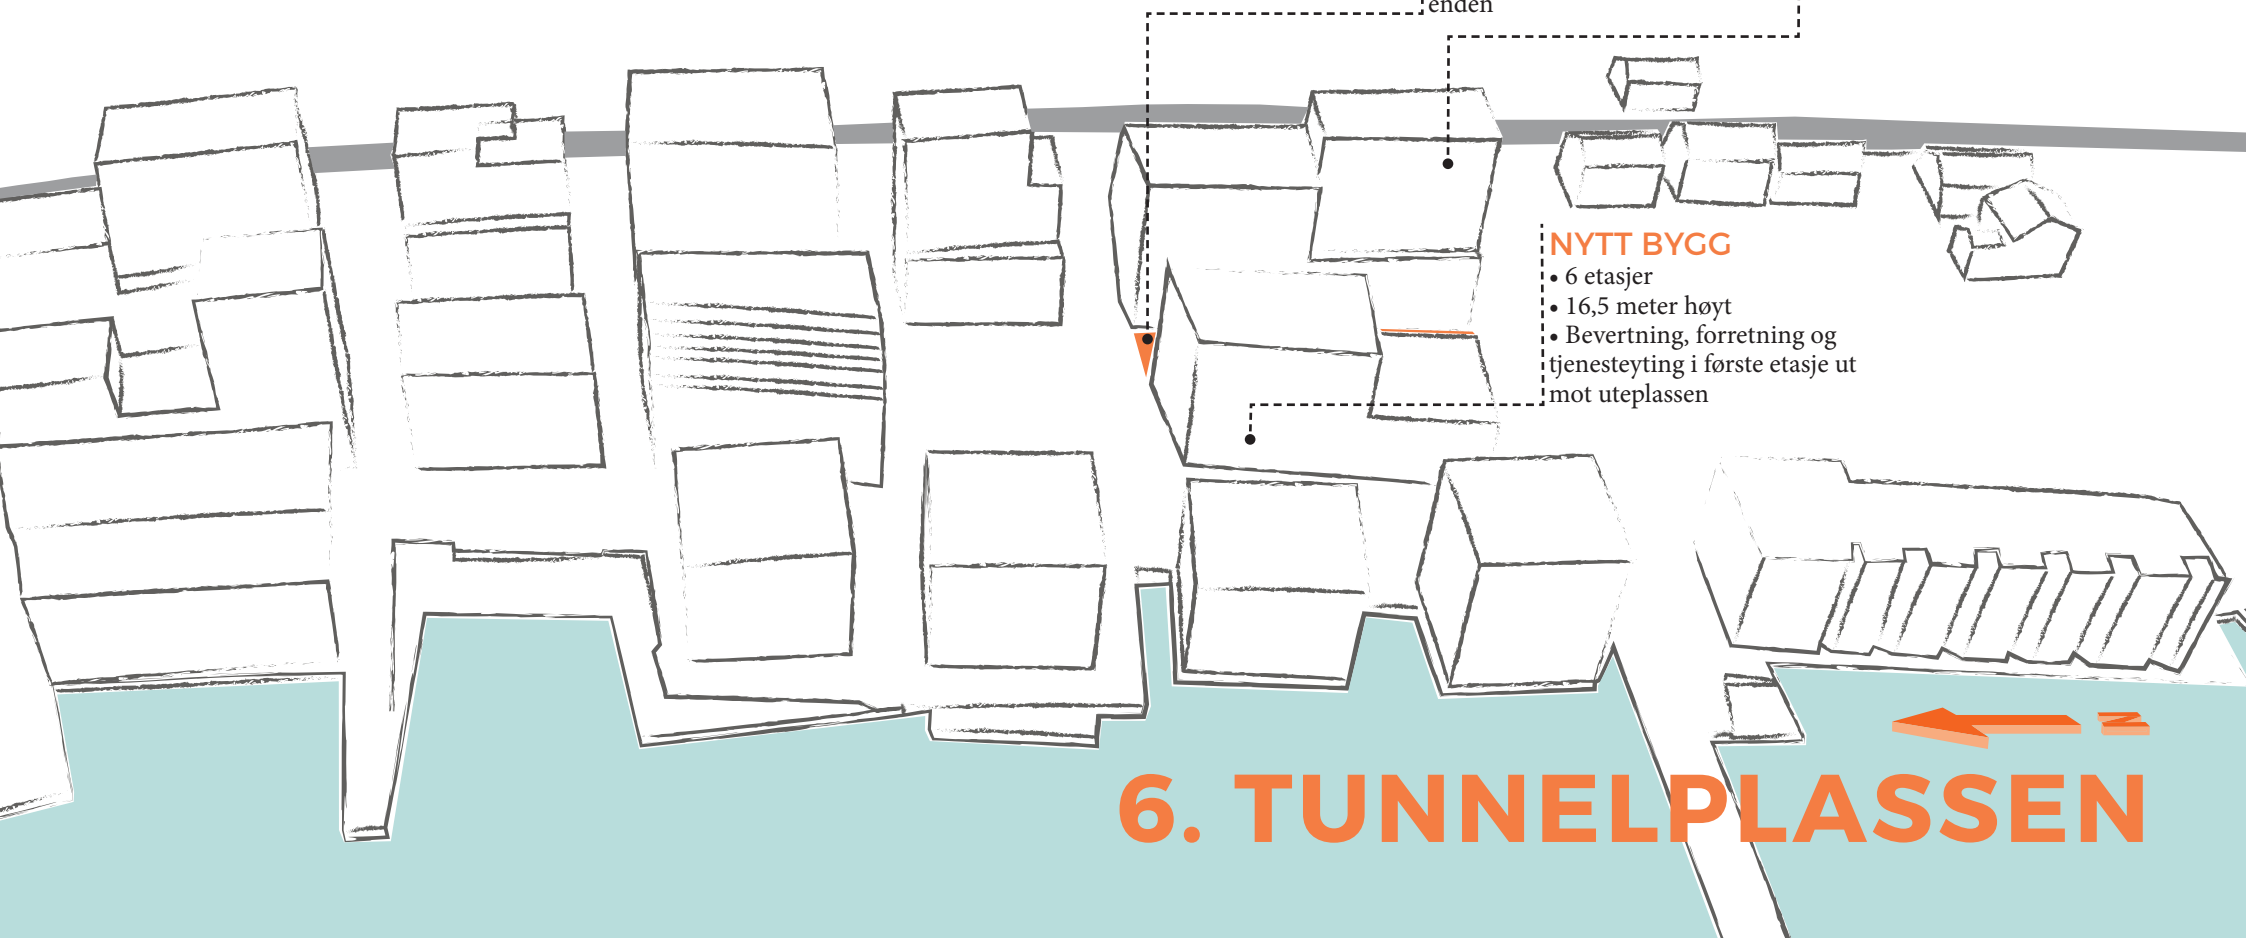 enden
NYTT BYGG
• 6 etasjer
• 16,5 meter høyt
• Bevertning, forretning og
tjenesteyting i første etasje ut
mot uteplassen
N
6. TUNNELPLASSEN